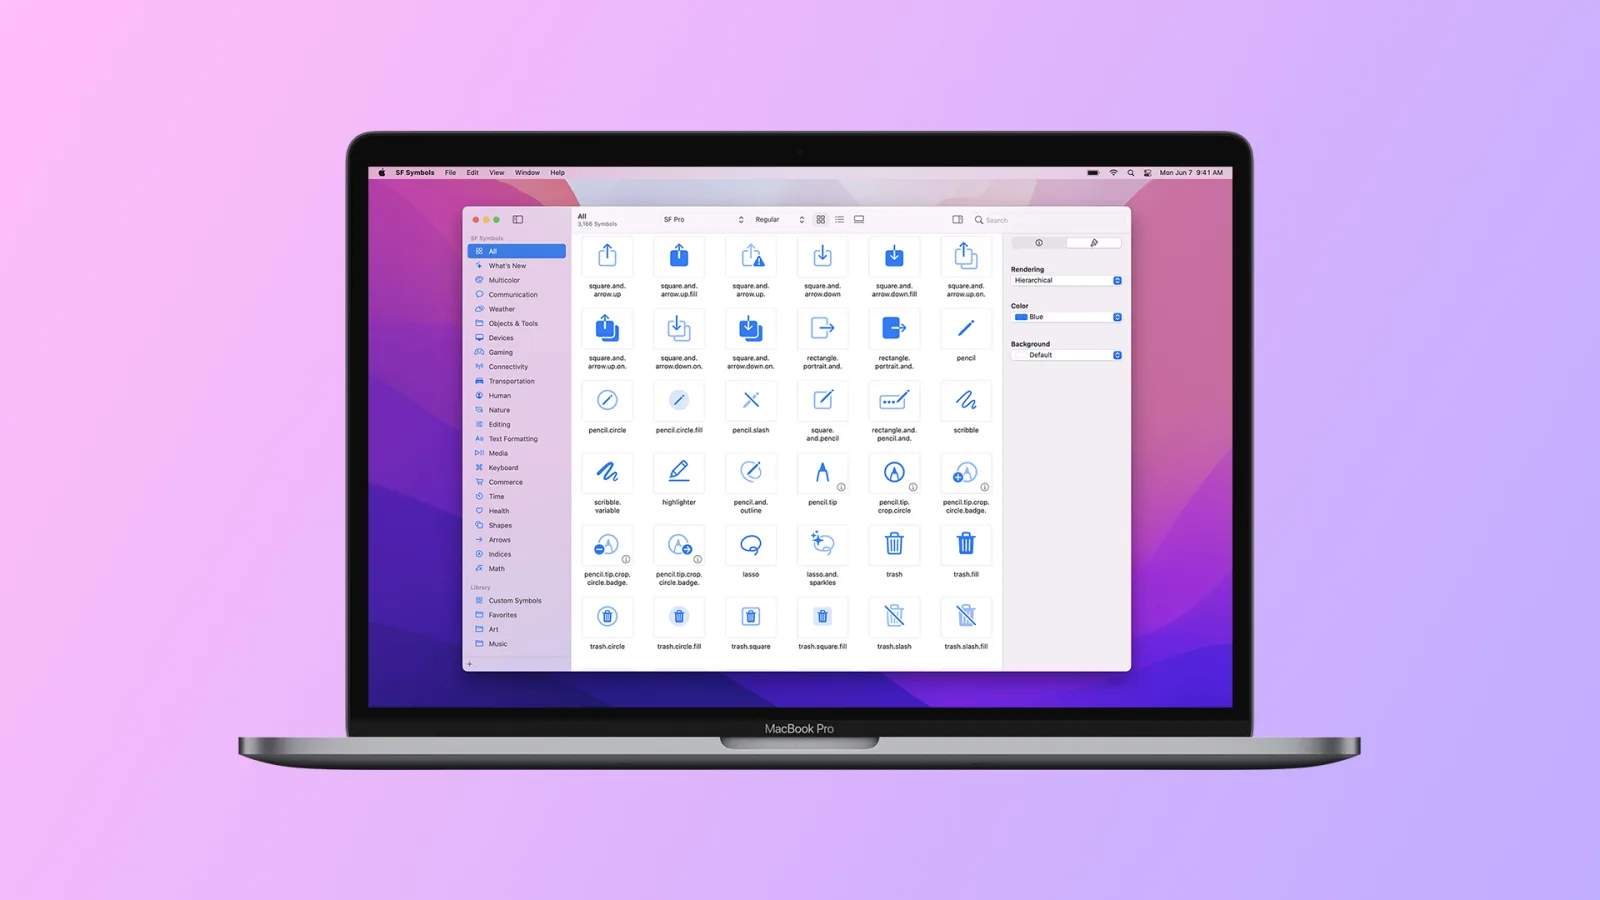 SF Symbols File Edit View Window Help
Mon Jun 7 9:41 AM
All
3,166 Symbols
SF Pro
Regular
Search
SF Symbols
All
What's New
Multicolor
Communication
Weather
Objects & Tools
Devices
Gaming
Connectivity
Transportation
Human
Nature
Editing
Aa Text Formatting
Media
Keyboard
Commerce
Time
Health
Shapes
Arrows
Indices
Math
Library
Custom Symbols
Favorites
Art
Music
square.and.
arrow.up
square.and.
arrow.up.fill
square.and.
arrow.up.
square.and.
arrow.down
square.and.
arrow.down.fill
square.and.
arrow.up.on.
square.and.
arrow.up.on.
square.and.
arrow.down.on.
square.and.
arrow.down.on.
rectangle.
portrait.and.
rectangle.
portrait.and.
pencil
pencil.circle
pencil.circle.fill
pencil.slash
square.
and.pencil
rectangle.and.
pencil.and.
scribble
scribble.
variable
highlighter
pencil.and.
outline
pencil.tip
pencil.tip.
crop.circle
pencil.tip.crop.
circle.badge.
pencil.tip.crop.
circle.badge.
pencil.tip.crop.
circle.badge.
lasso
lasso.and.
sparkles
trash
trash.fill
trash.circle
trash.circle.fill
trash.square
trash.square.fill
trash.slash
trash.slash.fill
Rendering
Hierarchical
Color
Blue
Background
Default
MacBook Pro